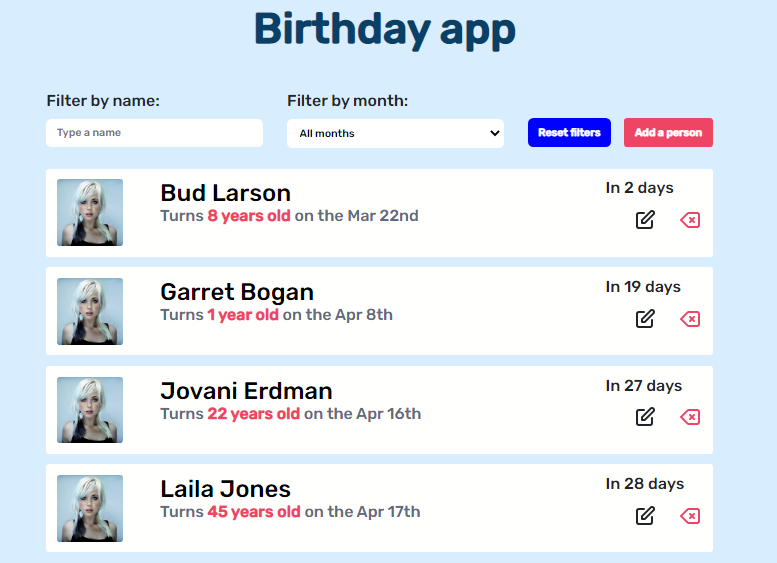 Birthday app
Filter by name:
Filter by month:
Type a name
All months
Reset filters
Add a person
Bud Larson
In 2 days
Turns 8 years old on the Mar 22nd
Garret Bogan
In 19 days
Turns 1 year old on the Apr 8th
Jovani Erdman
In 27 days
Turns 22 years old on the Apr 16th
Laila Jones
In 28 days
Turns 45 years old on the Apr 17th